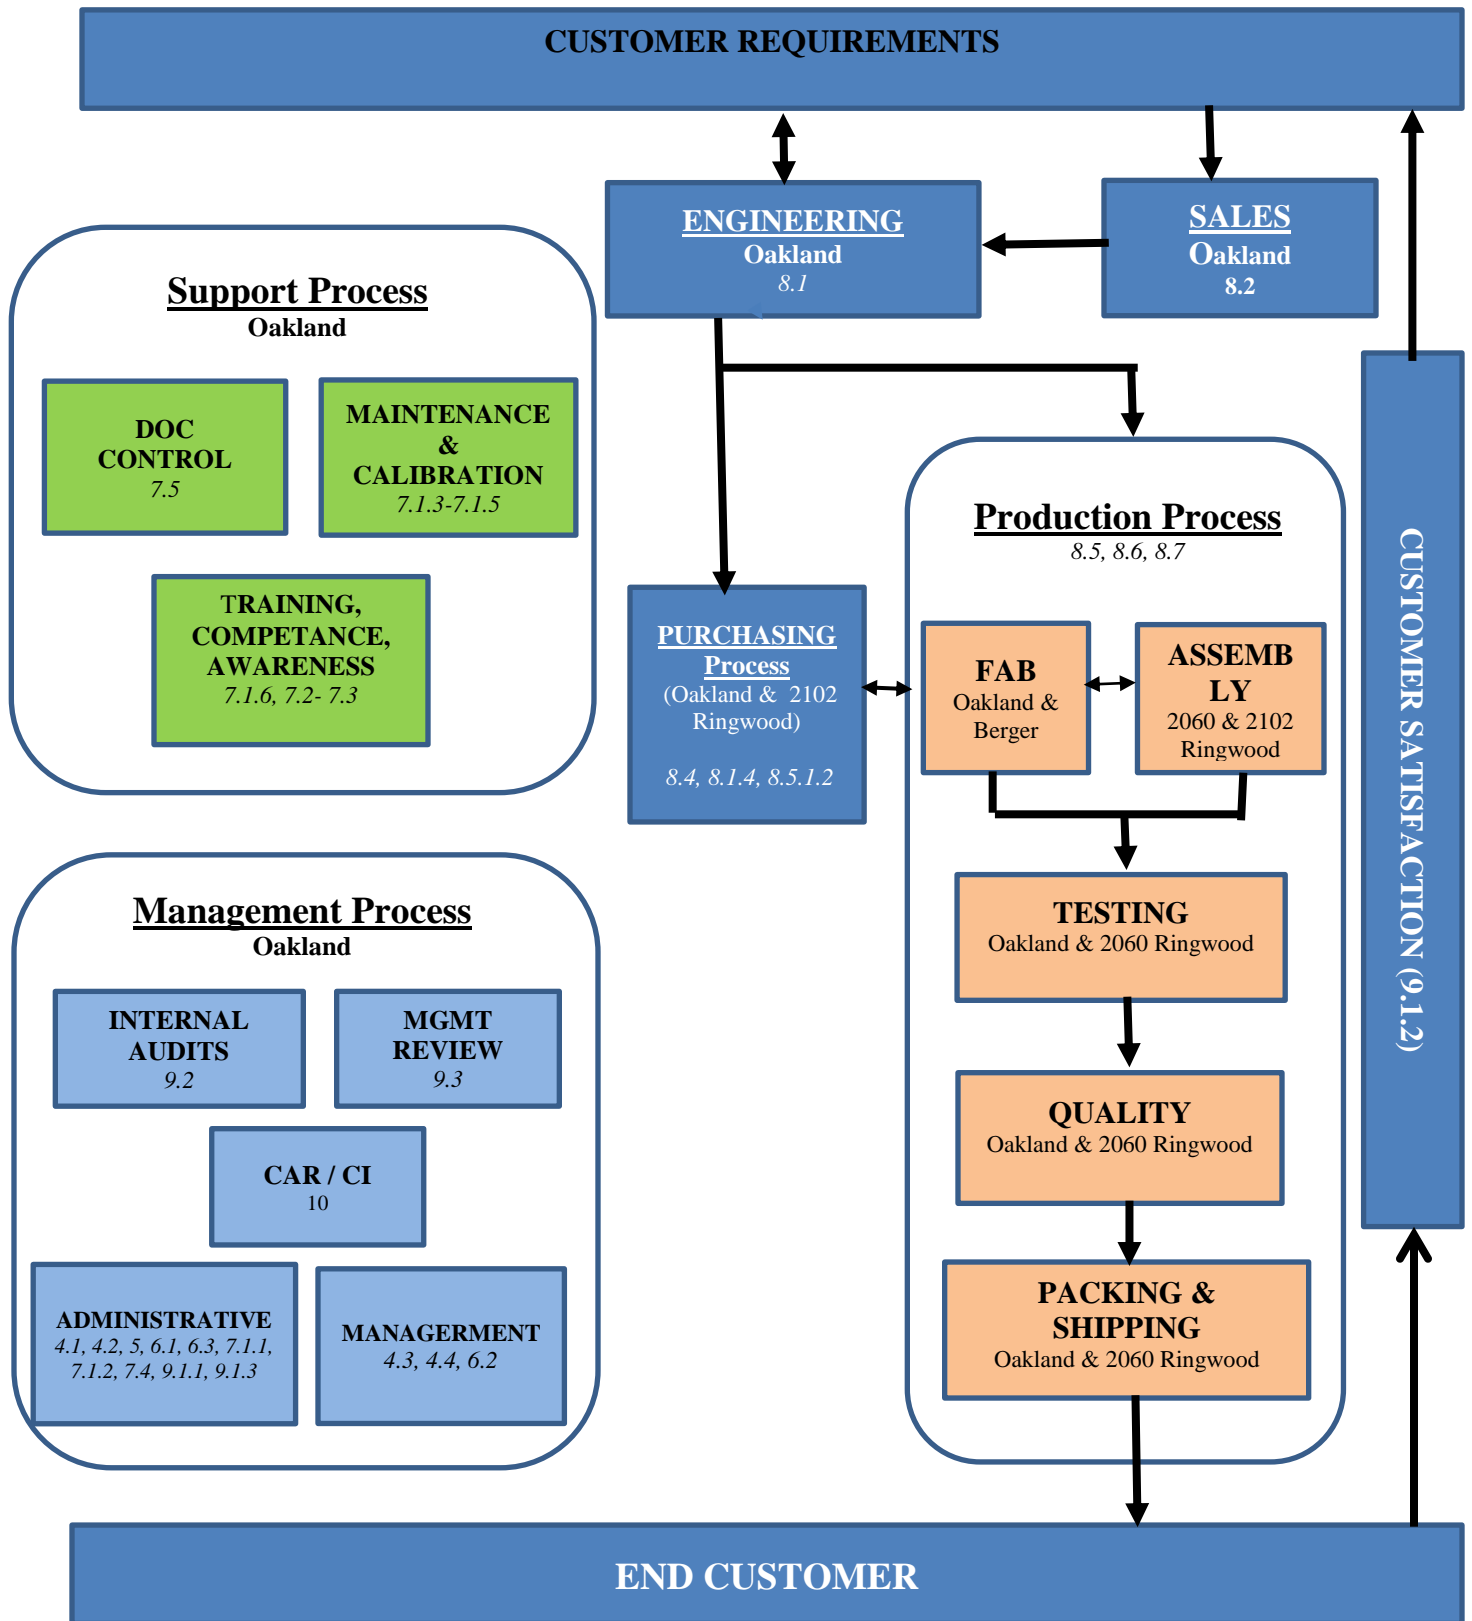 CUSTOMER REQUIREMENTS
ENGINEERING
Oakland
8.1
SALES
Oakland
8.2
Support Process
Oakland
DOC
CONTROL
7.5
MAINTENANCE
&
CALIBRATION
7.1.3-7.1.5
TRAINING,
COMPETANCE,
AWARENESS
7.1.6, 7.2- 7.3
PURCHASING
Process
(Oakland & 2102
Ringwood)
8.4, 8.1.4, 8.5.1.2
Production Process
8.5, 8.6, 8.7
FAB
Oakland &
Berger
ASSEMB
LY
2060 & 2102
Ringwood
TESTING
Oakland & 2060 Ringwood
QUALITY
Oakland & 2060 Ringwood
PACKING &
SHIPPING
Oakland & 2060 Ringwood
CUSTOMER SATISFACTION (9.1.2)
Management Process
Oakland
INTERNAL
AUDITS
9.2
MGMT
REVIEW
9.3
CAR / CI
10
ADMINISTRATIVE
4.1, 4.2, 5, 6.1, 6.3, 7.1.1,
7.1.2, 7.4, 9.1.1, 9.1.3
MANAGERMENT
4.3, 4.4, 6.2
END CUSTOMER